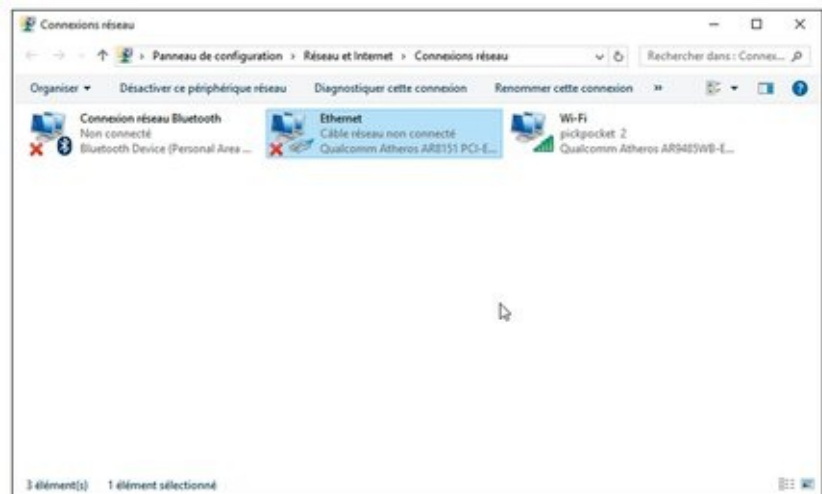 Connexions réseau
Panneau de configuration › Réseau et Internet › Connexions réseau
Rechercher dans : Connex...
Organiser
Désactiver ce périphérique réseau
Diagnostiquer cette connexion
Renommer cette connexion
»
Connexion réseau Bluetooth
Non connecté
Bluetooth Device (Personal Area ...
Ethernet
Câble réseau non connecté
Qualcomm Atheros AR8151 PCI-E...
Wi-Fi
pickpocket 2
Qualcomm Atheros AR9485WB-E...
3 élément(s)
1 élément sélectionné